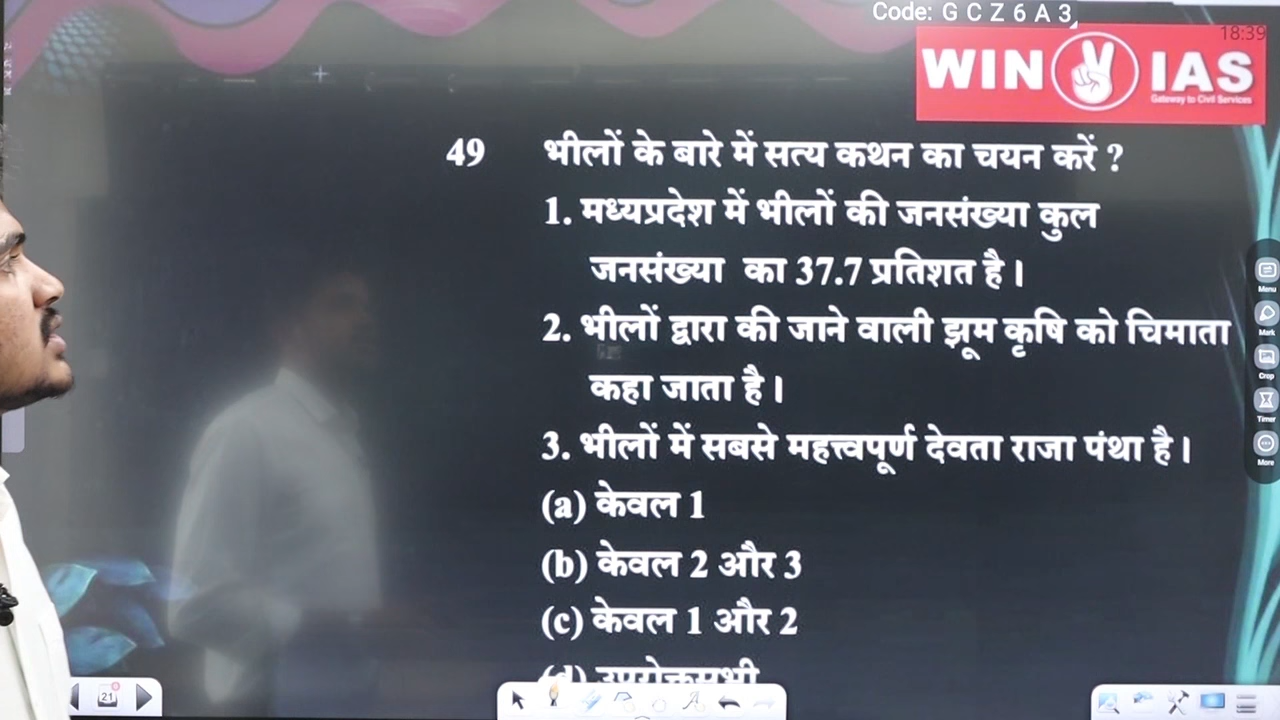 Code: G C Z 6 A 3
18:39
WIN IAS
Gateway to Civil Services
49 भीलों के बारे में सत्य कथन का चयन करें ?
1. मध्यप्रदेश में भीलों की जनसंख्या कुल
जनसंख्या का 37.7 प्रतिशत है।
2. भीलों द्वारा की जाने वाली झूम कृषि को चिमाता
कहा जाता है।
3. भीलों में सबसे महत्त्वपूर्ण देवता राजा पंथा है।
(a) केवल 1
(b) केवल 2 और 3
(c) केवल 1 और 2
(d) उपरोक्त सभी
Menu
Mark
Crop
Timer
More
21